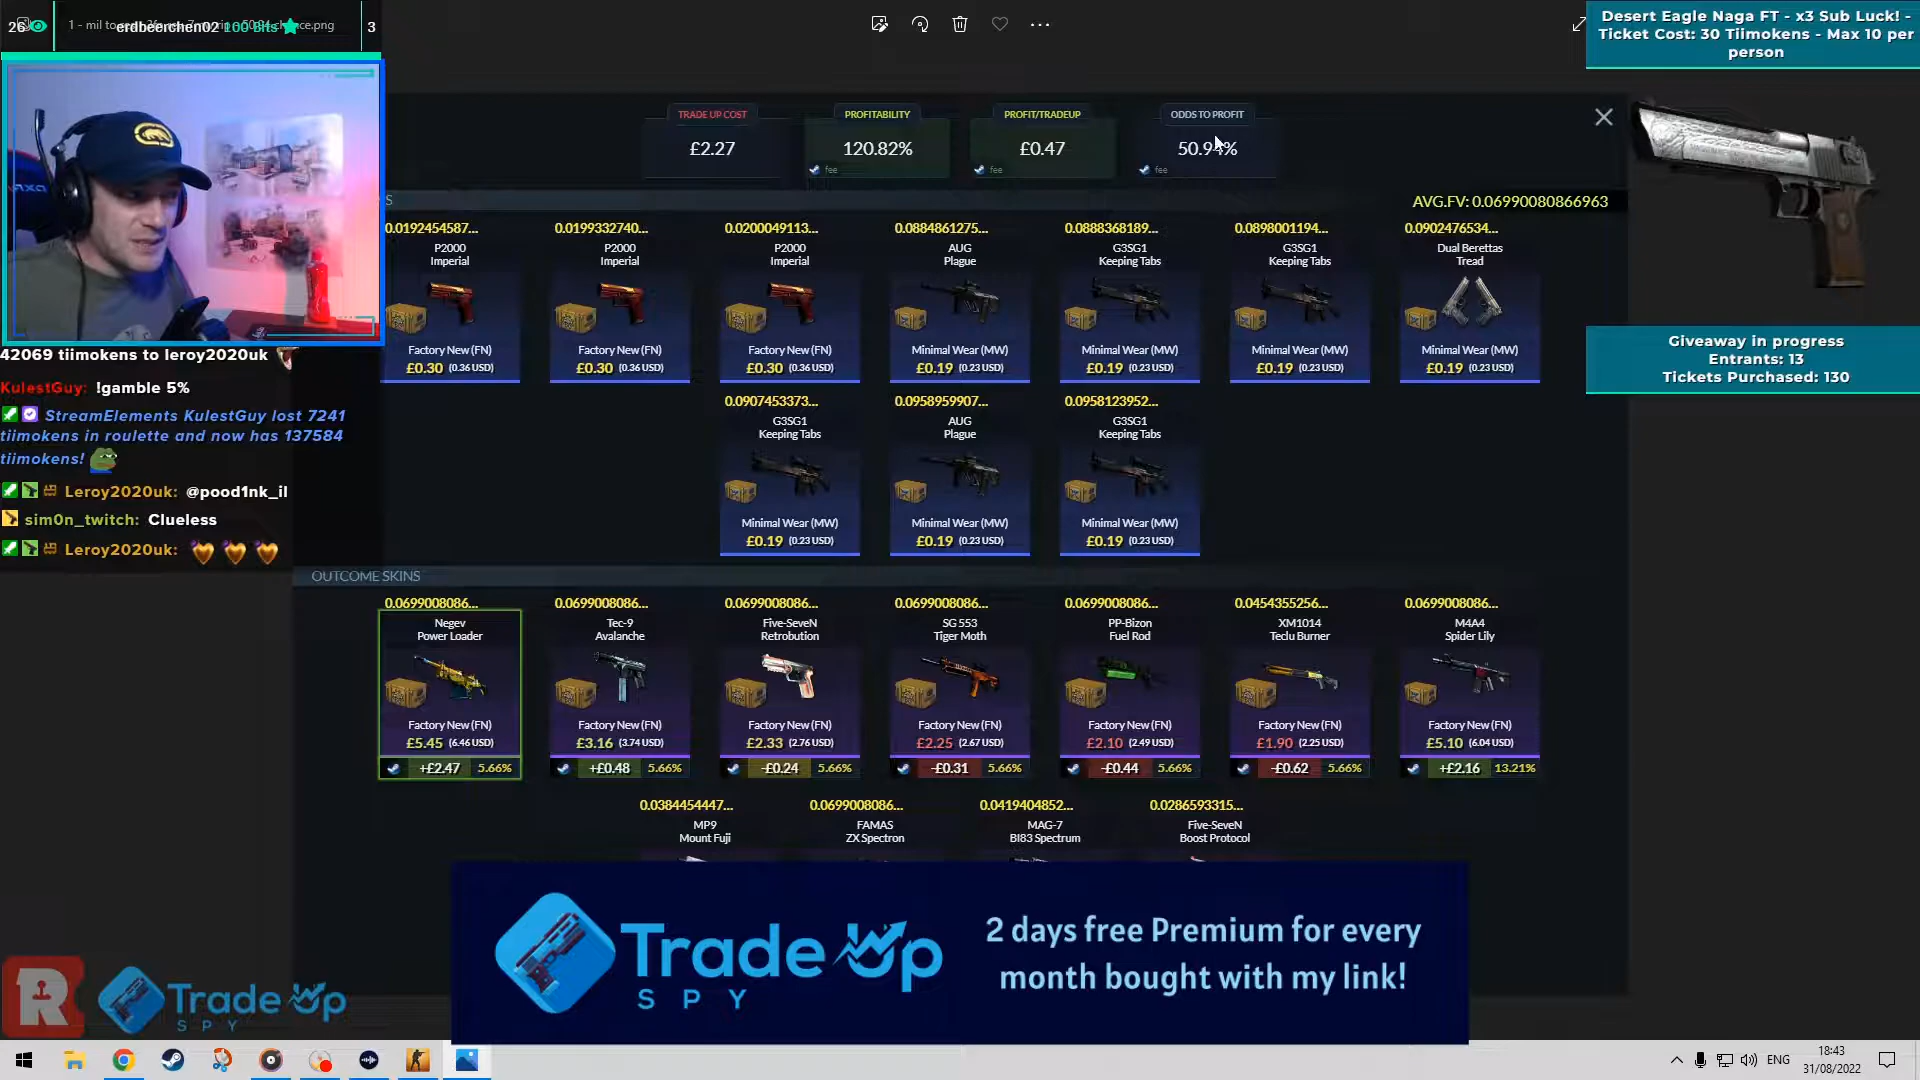 26
erdbeerchen02 100 Bits
3
Desert Eagle Naga FT - x3 Sub Luck! -
Ticket Cost: 30 Tiimokens - Max 10 per
person
TRADE UP COST
£2.27
PROFITABILITY
120.82%
fee
PROFIT/TRADEUP
£0.47
fee
ODDS TO PROFIT
50.94%
fee
AVG.FV: 0.06990080866963
0.0192454587...
P2000
Imperial
Factory New (FN)
£0.30 (0.36 USD)
0.0199332740...
P2000
Imperial
Factory New (FN)
£0.30 (0.36 USD)
0.0200049113...
P2000
Imperial
Factory New (FN)
£0.30 (0.36 USD)
0.0884861275...
AUG
Plague
Minimal Wear (MW)
£0.19 (0.23 USD)
0.0888368189...
G3SG1
Keeping Tabs
Minimal Wear (MW)
£0.19 (0.23 USD)
0.0898001194...
G3SG1
Keeping Tabs
Minimal Wear (MW)
£0.19 (0.23 USD)
0.0902476534...
Dual Berettas
Tread
Minimal Wear (MW)
£0.19 (0.23 USD)
0.0907453373...
G3SG1
Keeping Tabs
Minimal Wear (MW)
£0.19 (0.23 USD)
0.0958959907...
AUG
Plague
Minimal Wear (MW)
£0.19 (0.23 USD)
0.0958123952...
G3SG1
Keeping Tabs
Minimal Wear (MW)
£0.19 (0.23 USD)
42069 tiimokens to leroy2020uk
KulestGuy: !gamble 5%
StreamElements KulestGuy lost 7241
tiimokens in roulette and now has 137584
tiimokens!
Leroy2020uk: @pood1nk_il
sim0n_twitch: Clueless
Leroy2020uk:
Giveaway in progress
Entrants: 13
Tickets Purchased: 130
OUTCOME SKINS
0.0699008086...
Negev
Power Loader
Factory New (FN)
£5.45 (6.46 USD)
+£2.47 5.66%
0.0699008086...
Tec-9
Avalanche
Factory New (FN)
£3.16 (3.74 USD)
+£0.48 5.66%
0.0699008086...
Five-SeveN
Retrobution
Factory New (FN)
£2.33 (2.76 USD)
-£0.24 5.66%
0.0699008086...
SG 553
Tiger Moth
Factory New (FN)
£2.25 (2.67 USD)
-£0.31 5.66%
0.0699008086...
PP-Bizon
Fuel Rod
Factory New (FN)
£2.10 (2.49 USD)
-£0.44 5.66%
0.0454355256...
XM1014
Teclu Burner
Factory New (FN)
£1.90 (2.25 USD)
-£0.62 5.66%
0.0699008086...
M4A4
Spider Lily
Factory New (FN)
£5.10 (6.04 USD)
+£2.16 13.21%
0.0384454447...
MP9
Mount Fuji
0.0699008086...
FAMAS
ZX Spectron
0.0419404852...
MAG-7
BI83 Spectrum
0.0286593315...
Five-SeveN
Boost Protocol
Trade Up
SPY
2 days free Premium for every
month bought with my link!
R
Trade Up
SPY
ENG
18:43
31/08/2022